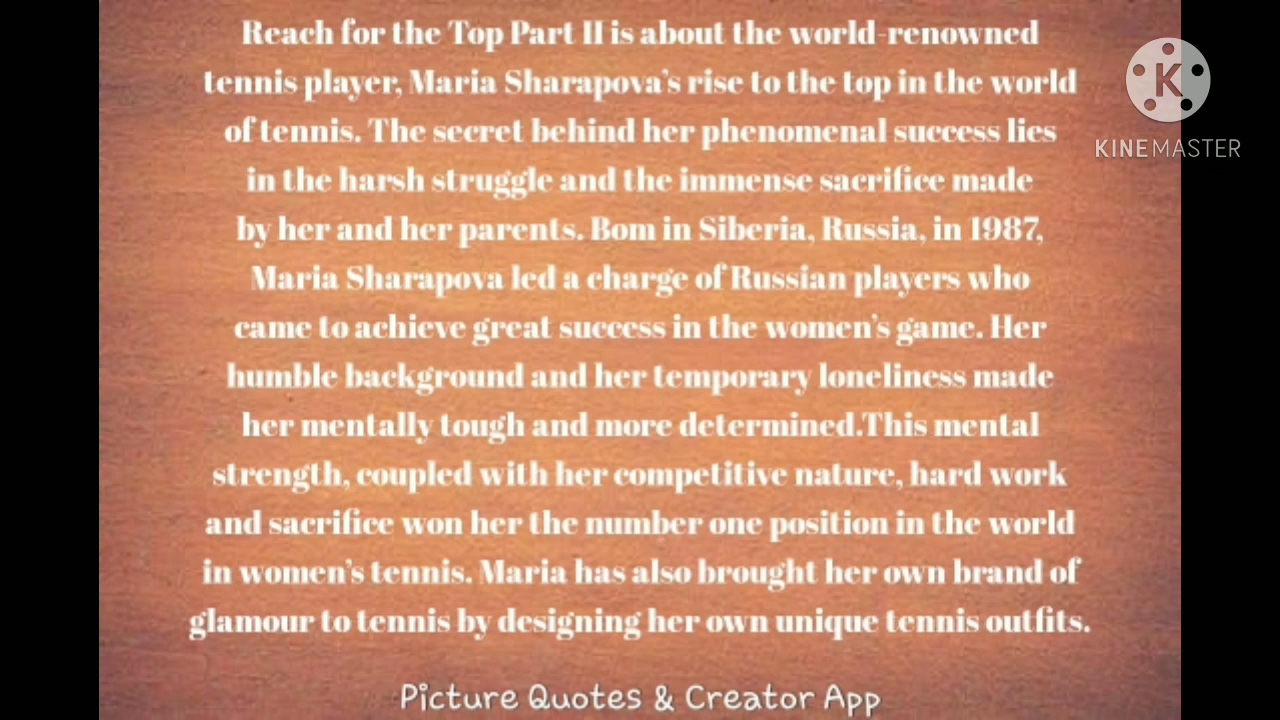 Reach for the Top Part II is about the world-renowned
tennis player, Maria Sharapova's rise to the top in the world
of tennis. The secret behind her phenomenal success lies
in the harsh struggle and the immense sacrifice made
by her and her parents. Bom in Siberia, Russia, in 1987,
Maria Sharapova led a charge of Russian players who
came to achieve great success in the women's game. Her
humble background and her temporary loneliness made
her mentally tough and more determined.This mental
strength, coupled with her competitive nature, hard work
and sacrifice won her the number one position in the world
in women's tennis. Maria has also brought her own brand of
glamour to tennis by designing her own unique tennis outfits.
Picture Quotes & Creator App
K
KINEMASTER